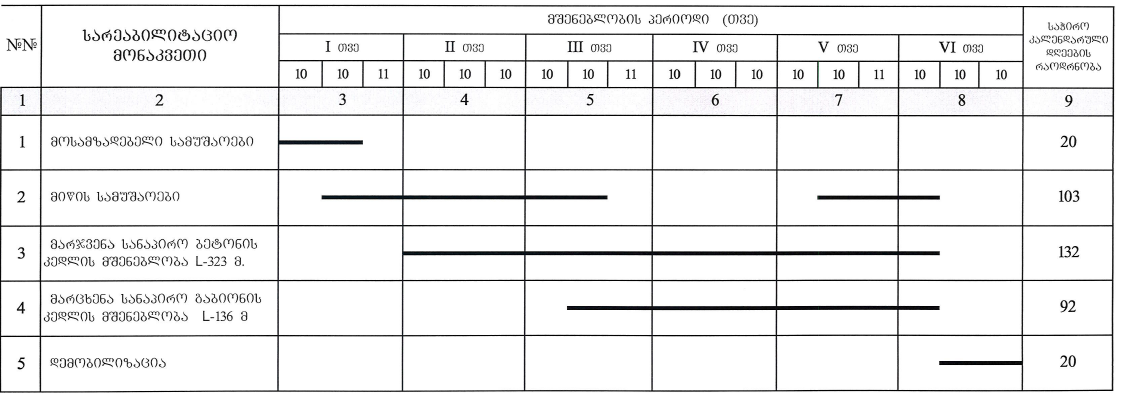 №№
სარეაბილიტაციო
მონაკვეთი
მშენებლობის პერიოდი (თვე)
საჭირო
კალენდარული
დღეების
რაოდრნობა
I თვე II თვე III თვე IV თვე V თვე VI თვე
10 10 11 10 10 10 10 10 11 10 10 10 10 10 11 10 10 10
1 2 3 4 5 6 7 8 9
1 მოსამზადებელი სამუშაოები 20
2 მიწის სამუშაოები 103
3 მარჯვენა სანაპირო ბეტონის
კედლის მშენებლობა L-323 მ. 132
4 მარცხენა სანაპირო გაბიონის
კედლის მშენებლობა L-136 მ 92
5 დემობილიზაცია 20